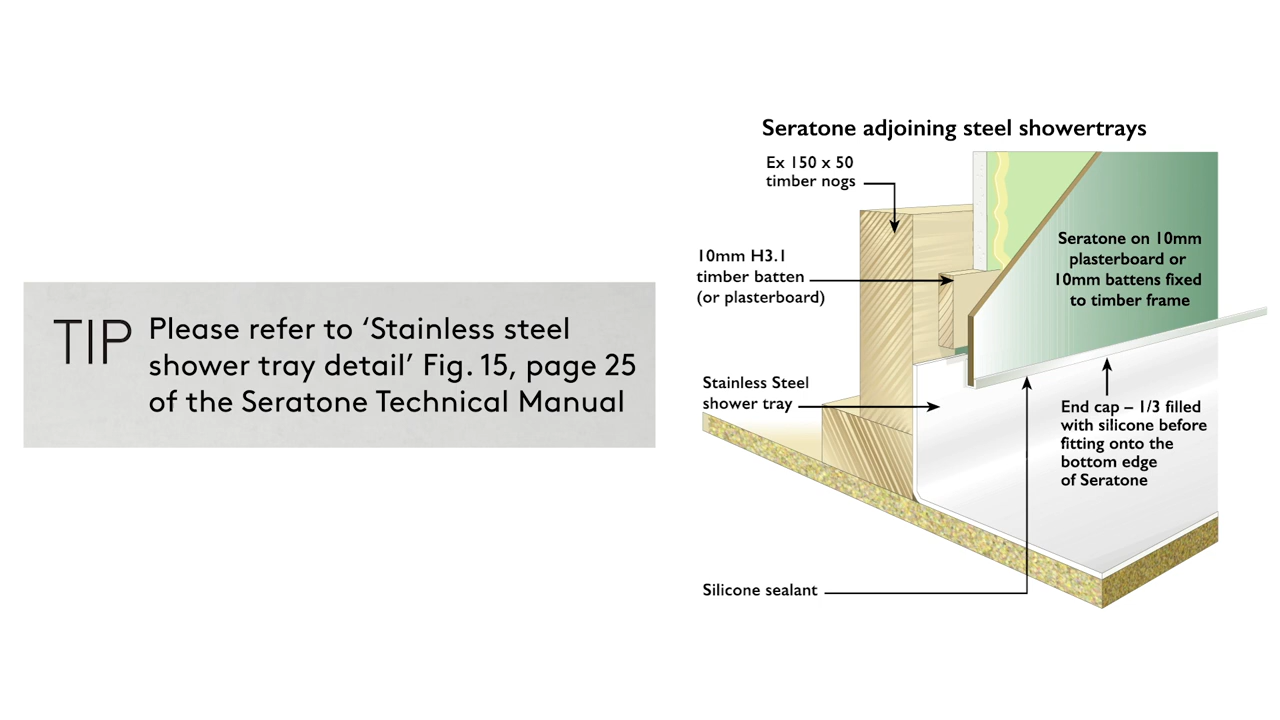 TIP
Please refer to ‘Stainless steel
shower tray detail’ Fig. 15, page 25
of the Seratone Technical Manual
Seratone adjoining steel showertrays
Ex 150 x 50
timber nogs
10mm H3.1
timber batten
(or plasterboard)
Seratone on 10mm
plasterboard or
10mm battens fixed
to timber frame
Stainless Steel
shower tray
End cap – 1/3 filled
with silicone before
fitting onto the
bottom edge
of Seratone
Silicone sealant